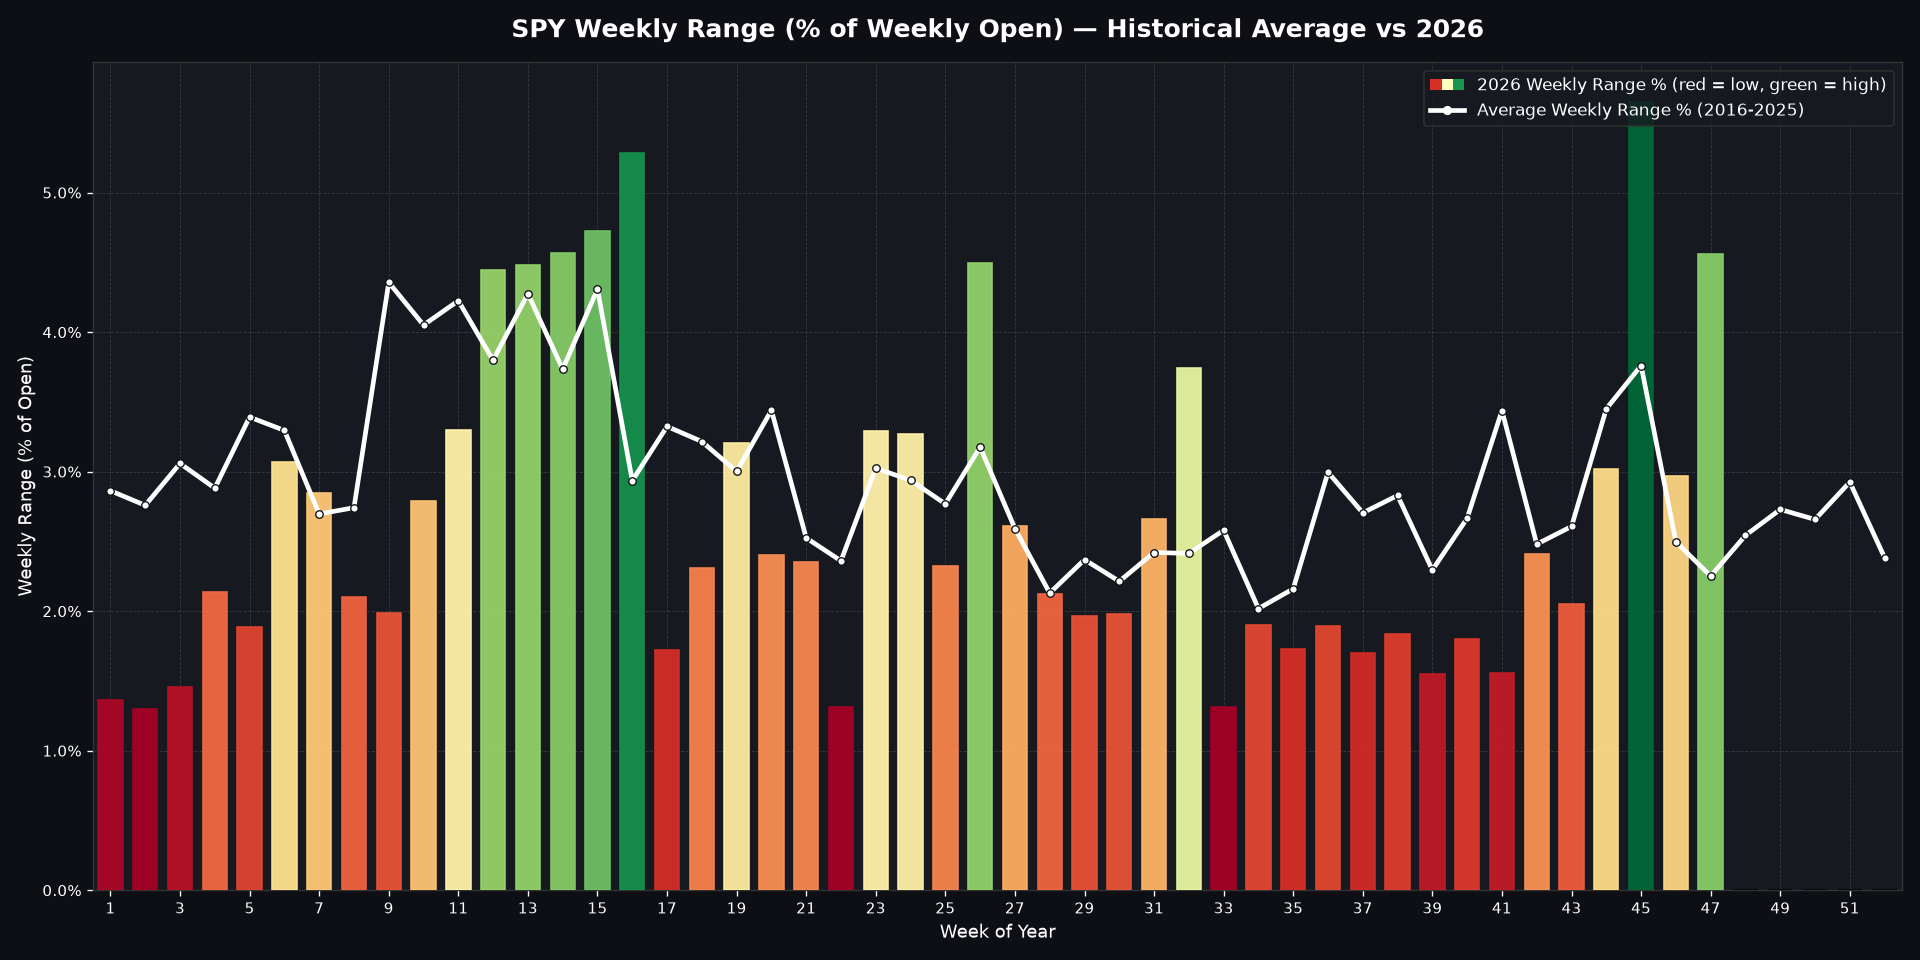 SPY Weekly Range (% of Weekly Open) — Historical Average vs 2026
2026 Weekly Range % (red = low, green = high)
Average Weekly Range % (2016-2025)
Weekly Range (% of Open)
5.0%
4.0%
3.0%
2.0%
1.0%
0.0%
1 3 5 7 9 11 13 15 17 19 21 23 25 27 29 31 33 35 37 39 41 43 45 47 49 51
Week of Year